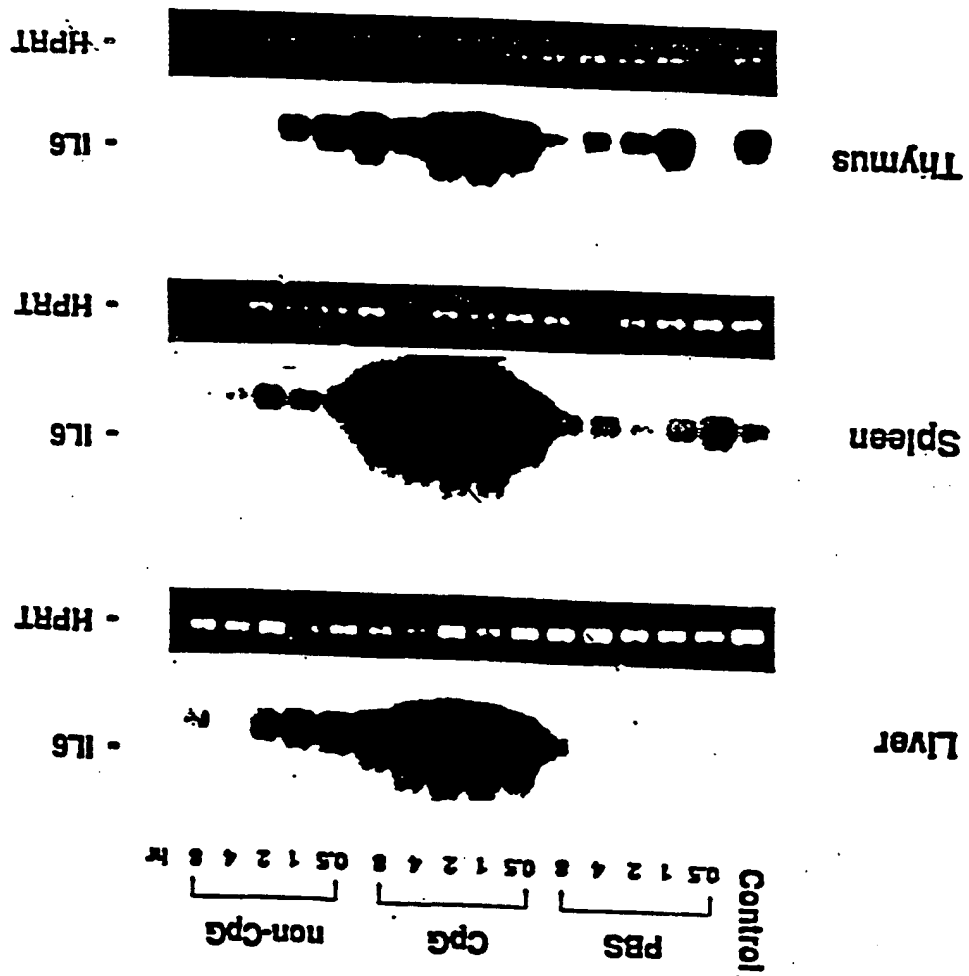 Control
PBS CpG non-CpG
0.5 1 2 4 8 0.5 1 2 4 8 0.5 1 2 4 8 hr
Liver - IL6
- HPRT
Spleen - IL6
- HPRT
Thymus - IL6
- HPRT